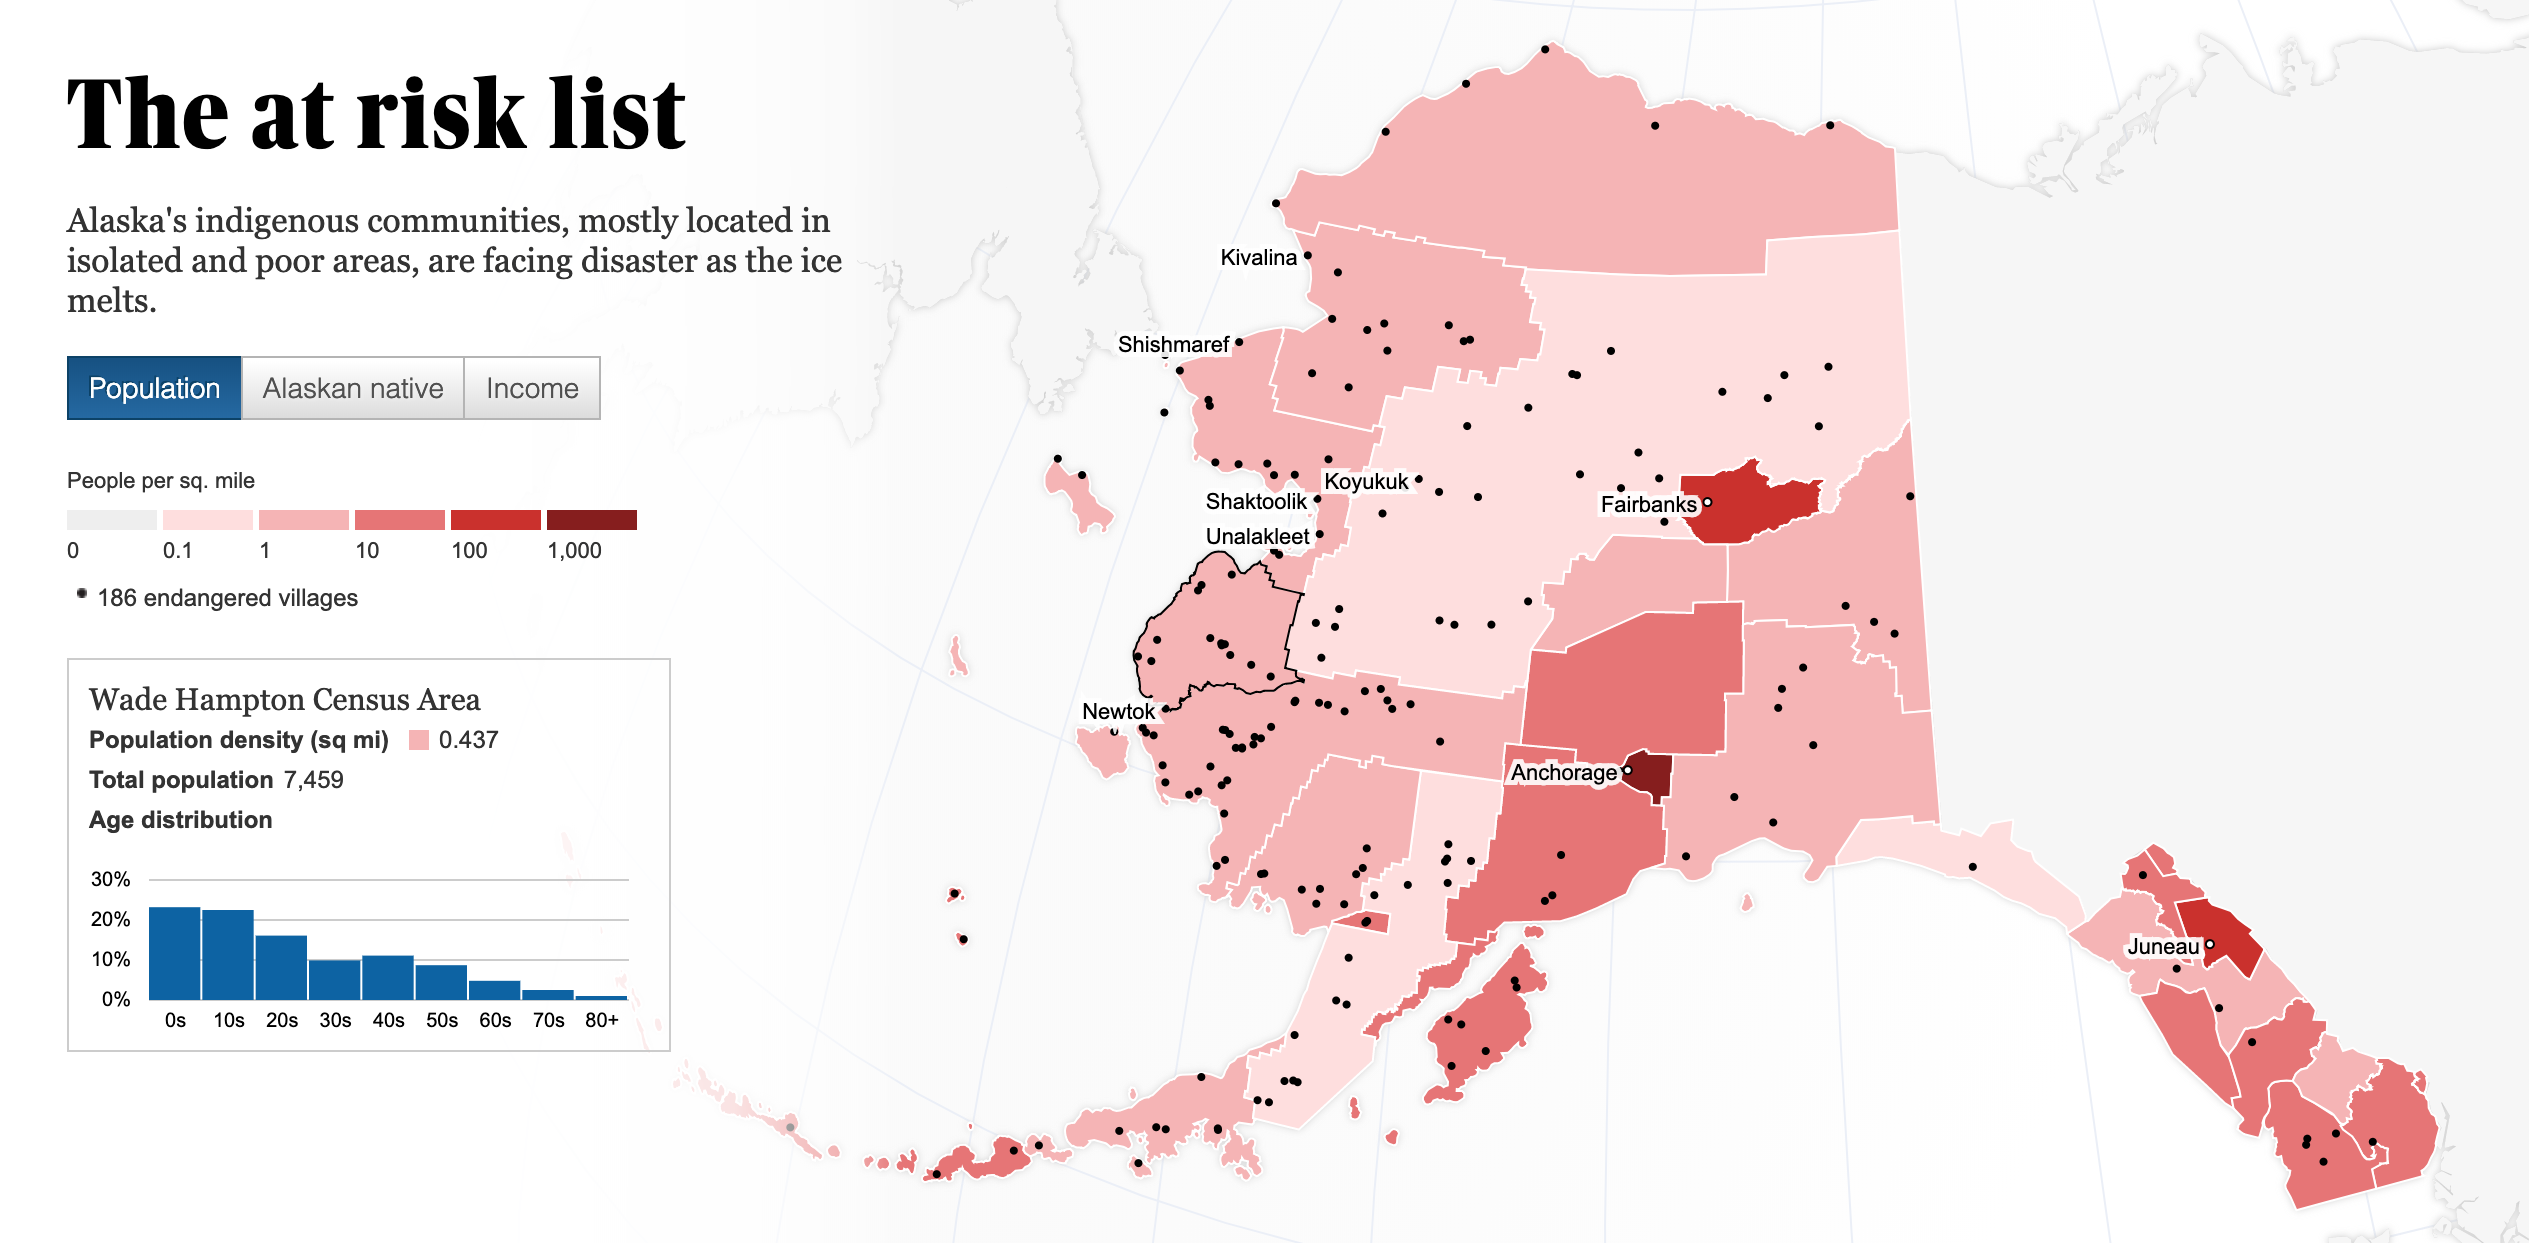 The at risk list
Alaska's indigenous communities, mostly located in
isolated and poor areas, are facing disaster as the ice
melts.
Population Alaskan native Income
People per sq. mile
0 0.1 1 10 100 1,000
186 endangered villages
Wade Hampton Census Area
Population density (sq mi) 0.437
Total population 7,459
Age distribution
30%
20%
10%
0%
0s 10s 20s 30s 40s 50s 60s 70s 80+
Kivalina
Shishmaref
Koyukuk
Shaktoolik
Fairbanks
Unalakleet
Newtok
Anchorage
Juneau